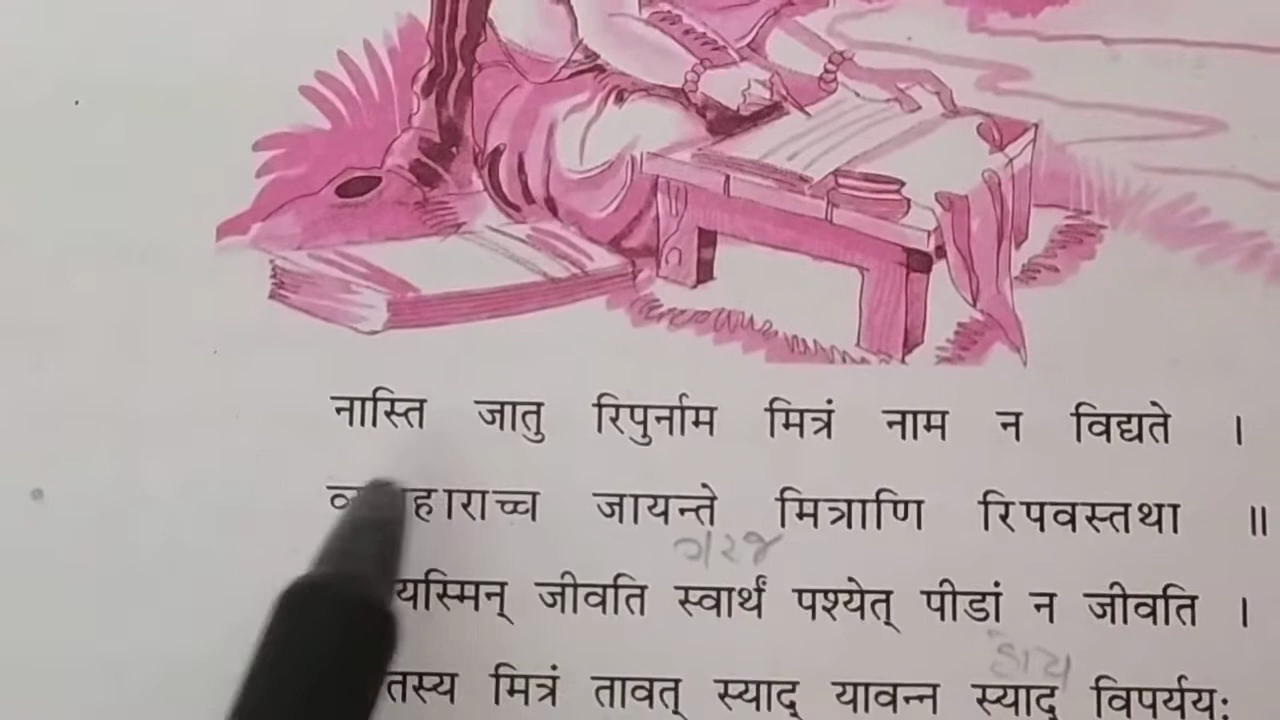 नास्ति जातु रिपुर्नाम मित्रं नाम न विद्यते ।
जायन्ते मित्राणि रिपवस्तथा ॥
यस्मिन् जीवति स्वार्थं पश्येत् पीडां न जीवति ।
तस्य मित्रं तावत् स्याद् यावन्न स्याद् विपर्ययः